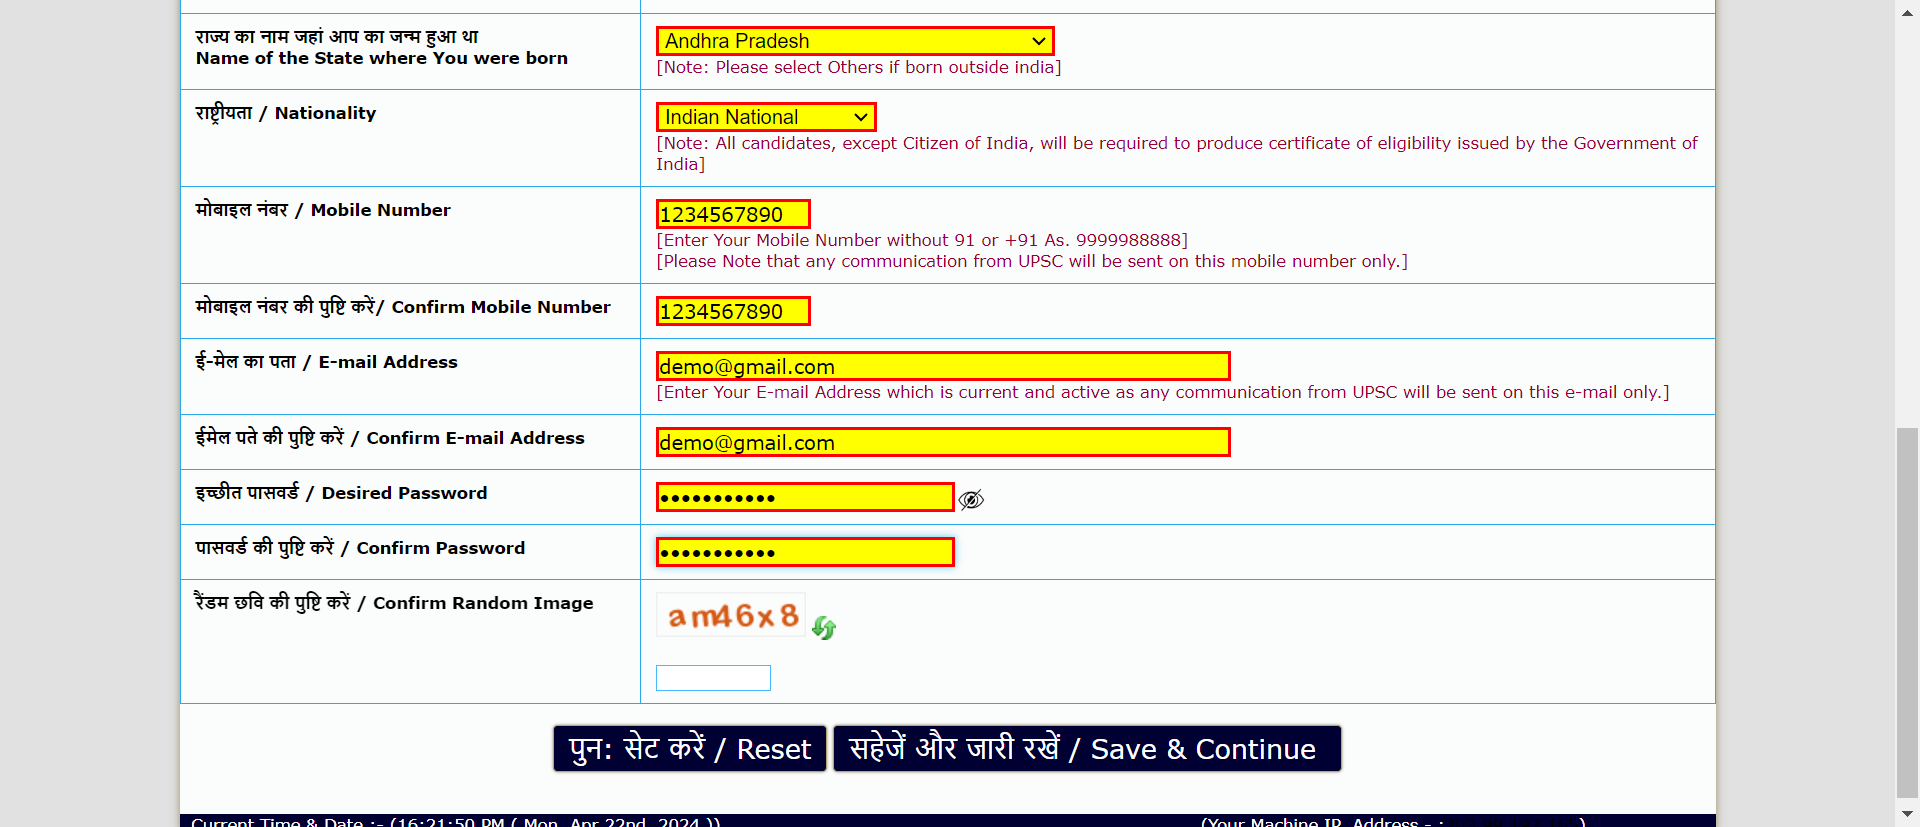 राज्य का नाम जहां आप का जन्म हुआ था
Name of the State where You were born
Andhra Pradesh
[Note: Please select Others if born outside india]
राष्ट्रीयता / Nationality
Indian National
[Note: All candidates, except Citizen of India, will be required to produce certificate of eligibility issued by the Government of
India]
मोबाइल नंबर / Mobile Number
1234567890
[Enter Your Mobile Number without 91 or +91 As. 9999988888]
[Please Note that any communication from UPSC will be sent on this mobile number only.]
मोबाइल नंबर की पुष्टि करें/ Confirm Mobile Number
1234567890
ई-मेल का पता / E-mail Address
demo@gmail.com
[Enter Your E-mail Address which is current and active as any communication from UPSC will be sent on this e-mail only.]
ईमेल पते की पुष्टि करें / Confirm E-mail Address
demo@gmail.com
इच्छीत पासवर्ड / Desired Password
•••••••••••
पासवर्ड की पुष्टि करें / Confirm Password
•••••••••••
रैंडम छवि की पुष्टि करें / Confirm Random Image
am46x8
पुन: सेट करें / Reset
सहेजें और जारी रखें / Save & Continue
Current Time & Date :- (16:21:50 PM ( Mon, Apr 22nd, 2024 ))
(Your Machine IP Address - : )